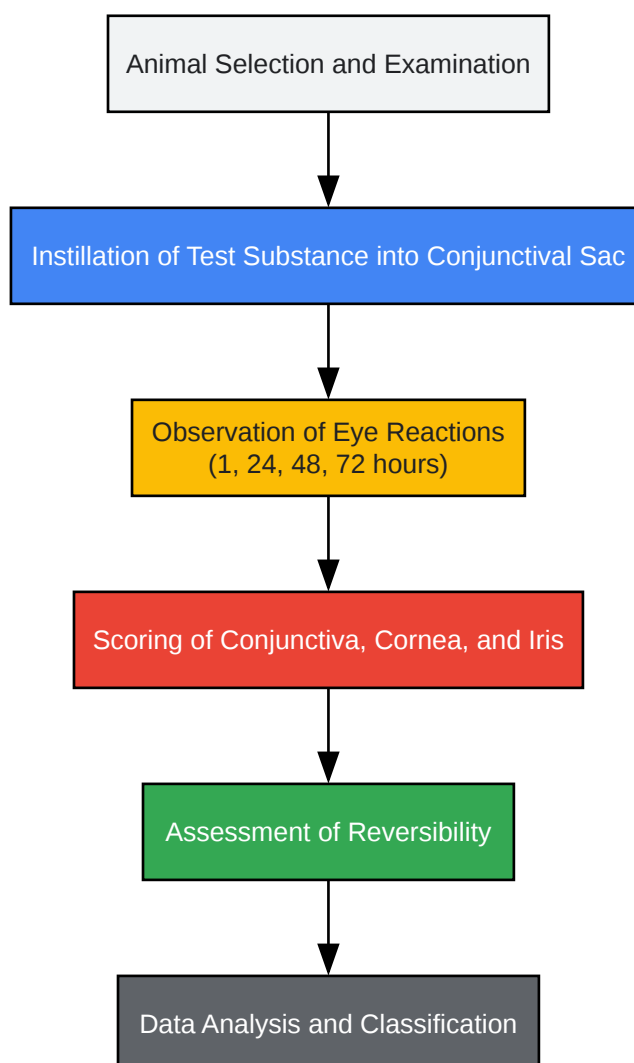 Animal Selection and Examination
Instillation of Test Substance into Conjunctival Sac
Observation of Eye Reactions
(1, 24, 48, 72 hours)
Scoring of Conjunctiva, Cornea, and Iris
Assessment of Reversibility
Data Analysis and Classification